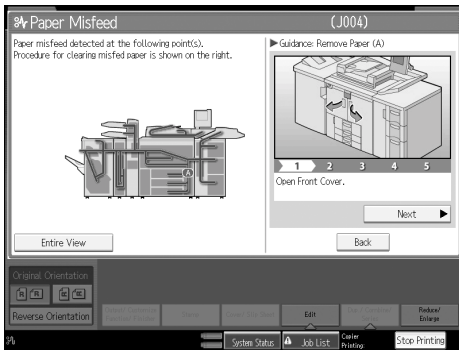 Paper Misfeed
(J004)
Paper misfeed detected at the following point(s).
Procedure for clearing misfed paper is shown on the right.
▶Guidance: Remove Paper (A)
A
1 2 3 4 5
Open Front Cover.
Next ▶
Entire View
Back
Original Orientation
R R
Reverse Orientation
Edit
Reduce/
Enlarge
System Status
Job List
Copier
Printing:
Stop Printing